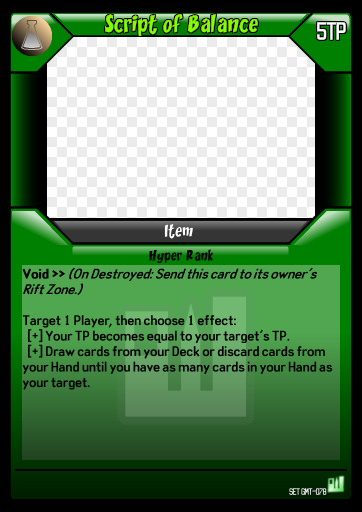 Script of Balance
5TP
Item
Hyper Rank
Void >> (On Destroyed: Send this card to its owner's
Rift Zone.)
Target 1 Player, then choose 1 effect:
[+] Your TP becomes equal to your target's TP.
[+] Draw cards from your Deck or discard cards from
your Hand until you have as many cards in your Hand as
your target.
SET GMT-078